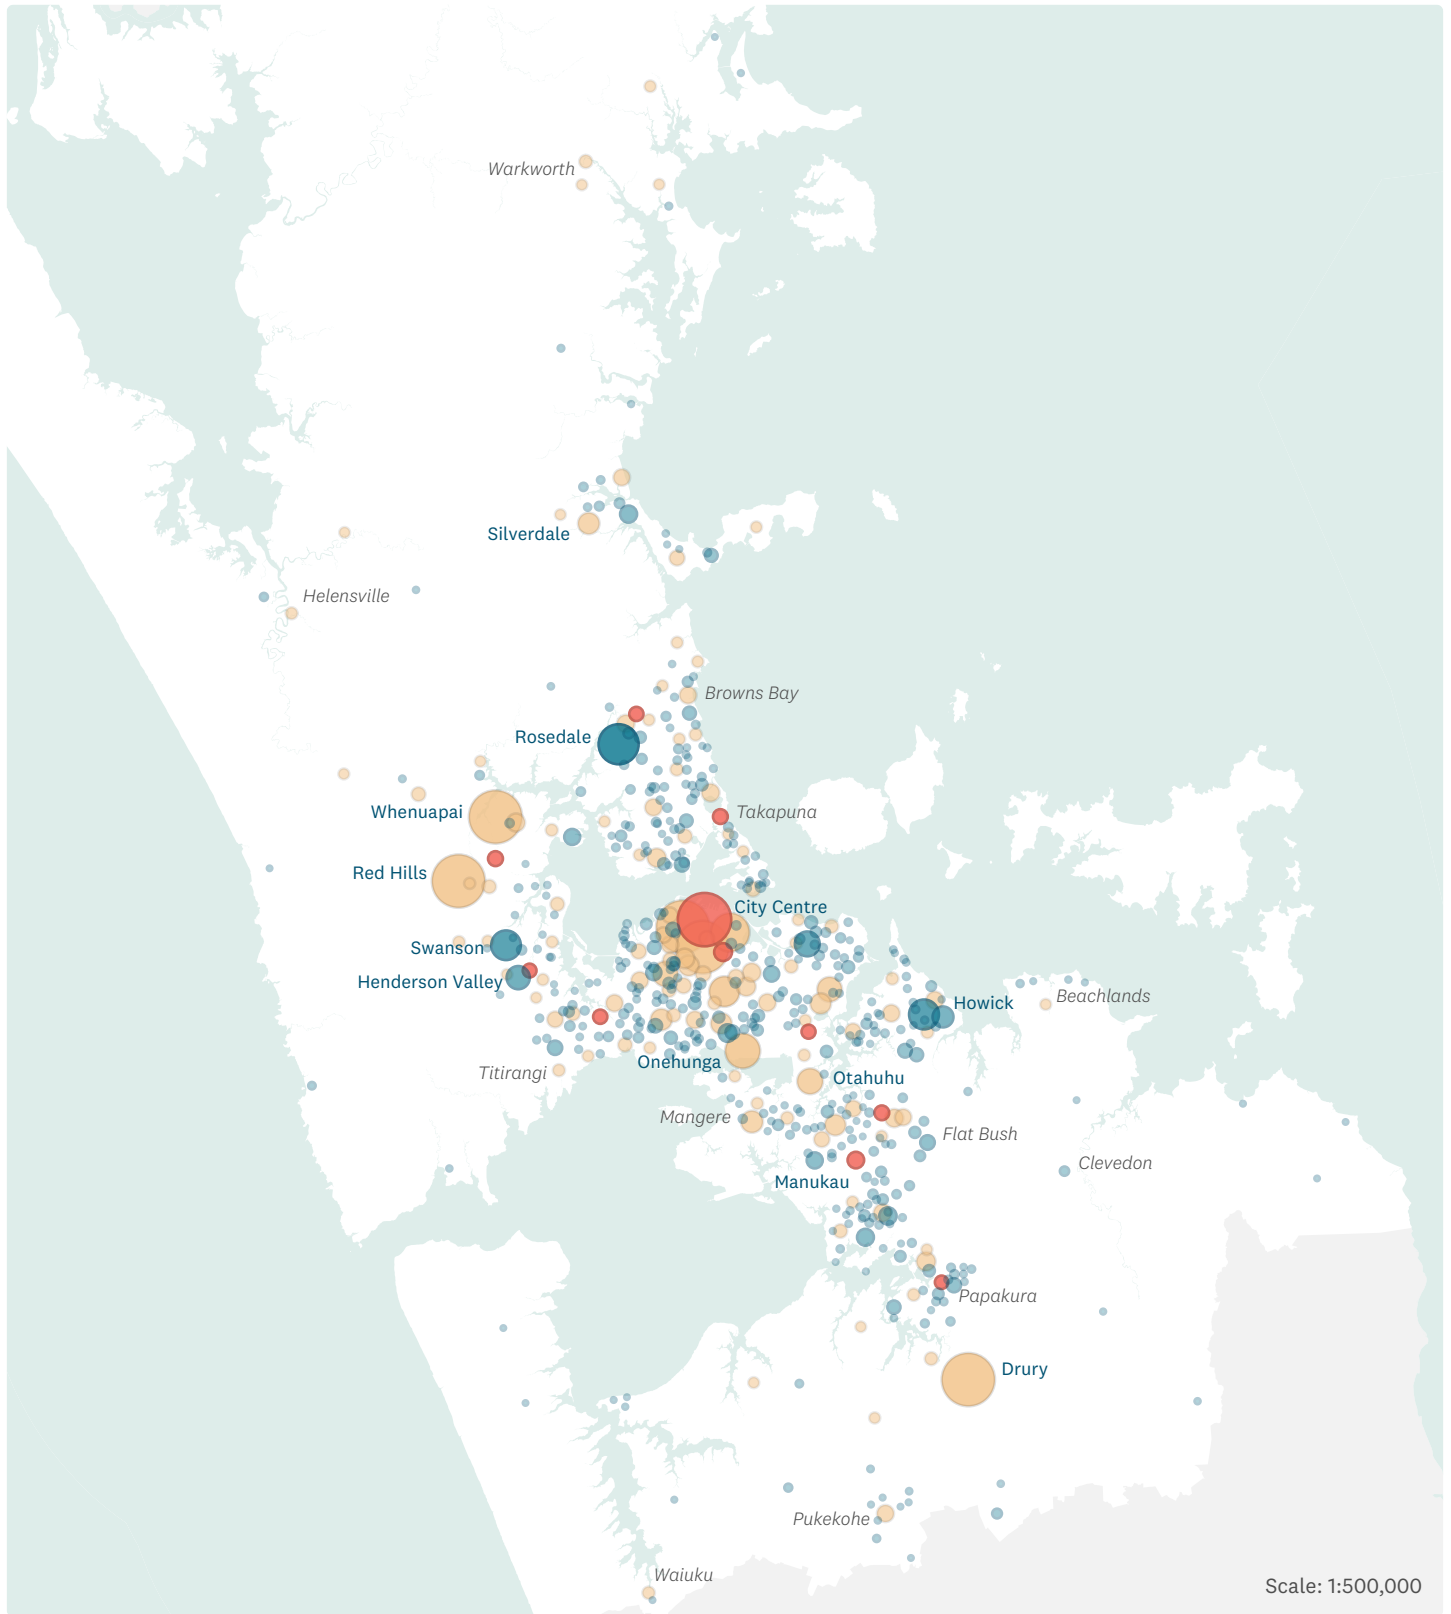 Warkworth
Silverdale
Helensville
Browns Bay
Rosedale
Whenuapai
Takapuna
Red Hills
City Centre
Swanson
Henderson Valley
Beachlands
Howick
Onehunga
Titirangi
Otahuhu
Mangere
Flat Bush
Clevedon
Manukau
Papakura
Drury
Pukekohe
Waiuku
Scale: 1:500,000